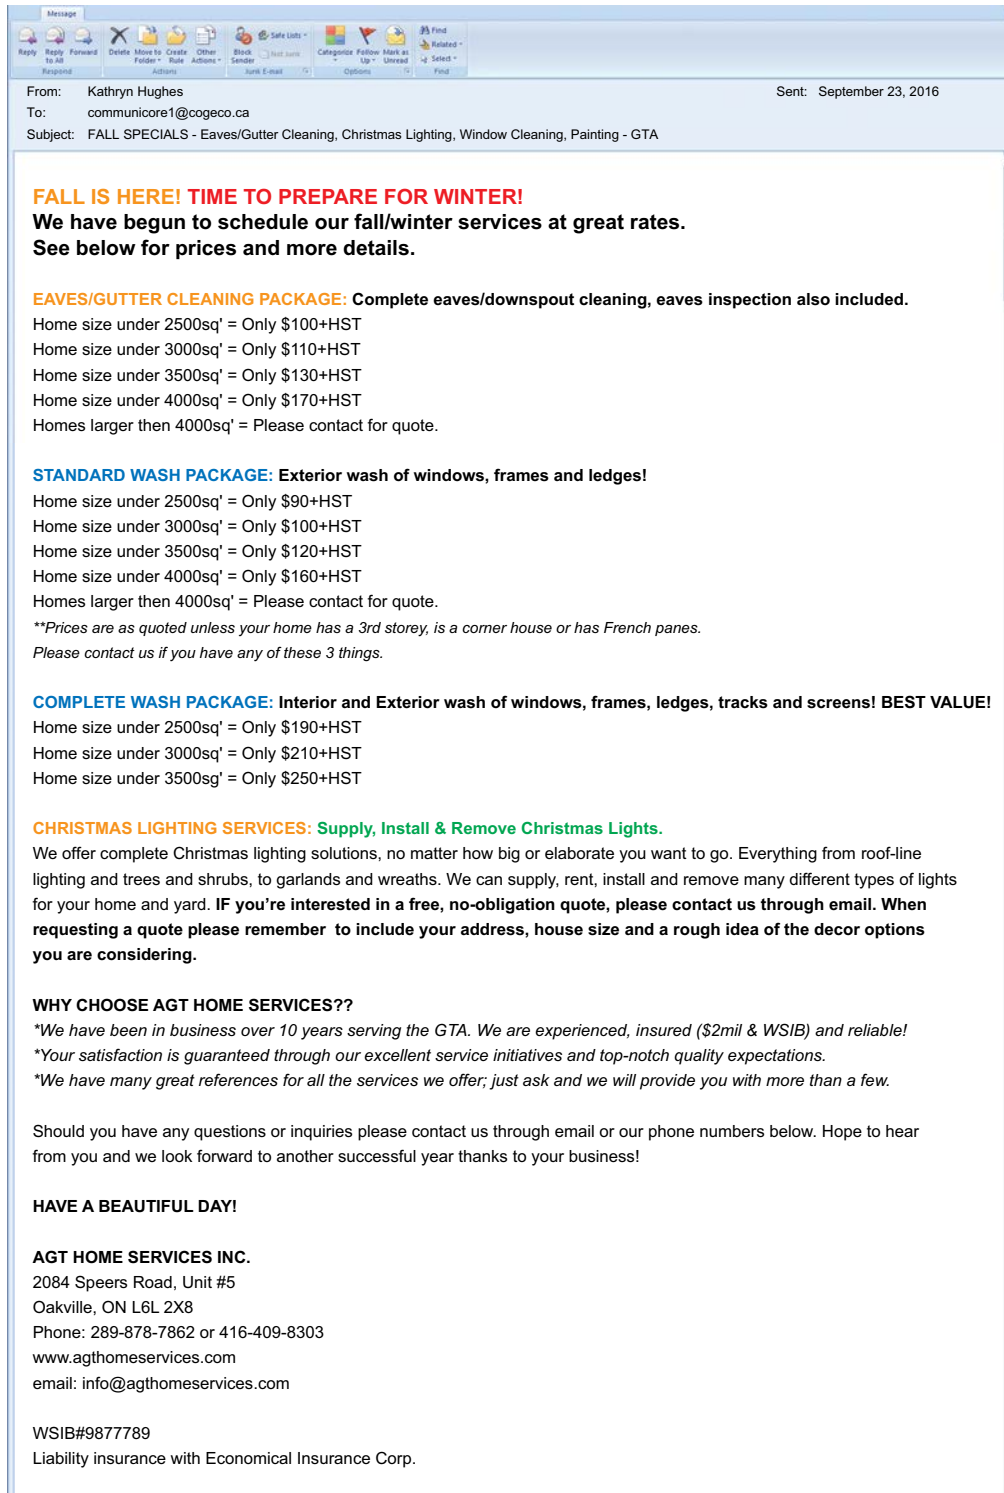 Message
Reply
Reply to All
Forward
Respond
Delete
Move to Folder
Create Rule
Other Actions
Actions
Block Sender
Safe Lists
Not Junk
Junk E-mail
Categorize
Follow Up
Mark as Unread
Options
Find
Related
Select
Find
From: Kathryn Hughes
Sent: September 23, 2016
To: communicore1@cogeco.ca
Subject: FALL SPECIALS - Eaves/Gutter Cleaning, Christmas Lighting, Window Cleaning, Painting - GTA
FALL IS HERE! TIME TO PREPARE FOR WINTER!
We have begun to schedule our fall/winter services at great rates.
See below for prices and more details.
EAVES/GUTTER CLEANING PACKAGE: Complete eaves/downspout cleaning, eaves inspection also included.
Home size under 2500sq' = Only $100+HST
Home size under 3000sq' = Only $110+HST
Home size under 3500sq' = Only $130+HST
Home size under 4000sq' = Only $170+HST
Homes larger then 4000sq' = Please contact for quote.
STANDARD WASH PACKAGE: Exterior wash of windows, frames and ledges!
Home size under 2500sq' = Only $90+HST
Home size under 3000sq' = Only $100+HST
Home size under 3500sq' = Only $120+HST
Home size under 4000sq' = Only $160+HST
Homes larger then 4000sq' = Please contact for quote.
**Prices are as quoted unless your home has a 3rd storey, is a corner house or has French panes.
Please contact us if you have any of these 3 things.
COMPLETE WASH PACKAGE: Interior and Exterior wash of windows, frames, ledges, tracks and screens! BEST VALUE!
Home size under 2500sq' = Only $190+HST
Home size under 3000sq' = Only $210+HST
Home size under 3500sg' = Only $250+HST
CHRISTMAS LIGHTING SERVICES: Supply, Install & Remove Christmas Lights.
We offer complete Christmas lighting solutions, no matter how big or elaborate you want to go. Everything from roof-line
lighting and trees and shrubs, to garlands and wreaths. We can supply, rent, install and remove many different types of lights
for your home and yard. IF you’re interested in a free, no-obligation quote, please contact us through email. When
requesting a quote please remember to include your address, house size and a rough idea of the decor options
you are considering.
WHY CHOOSE AGT HOME SERVICES??
*We have been in business over 10 years serving the GTA. We are experienced, insured ($2mil & WSIB) and reliable!
*Your satisfaction is guaranteed through our excellent service initiatives and top-notch quality expectations.
*We have many great references for all the services we offer; just ask and we will provide you with more than a few.
Should you have any questions or inquiries please contact us through email or our phone numbers below. Hope to hear
from you and we look forward to another successful year thanks to your business!
HAVE A BEAUTIFUL DAY!
AGT HOME SERVICES INC.
2084 Speers Road, Unit #5
Oakville, ON L6L 2X8
Phone: 289-878-7862 or 416-409-8303
www.agthomeservices.com
email: info@agthomeservices.com
WSIB#9877789
Liability insurance with Economical Insurance Corp.